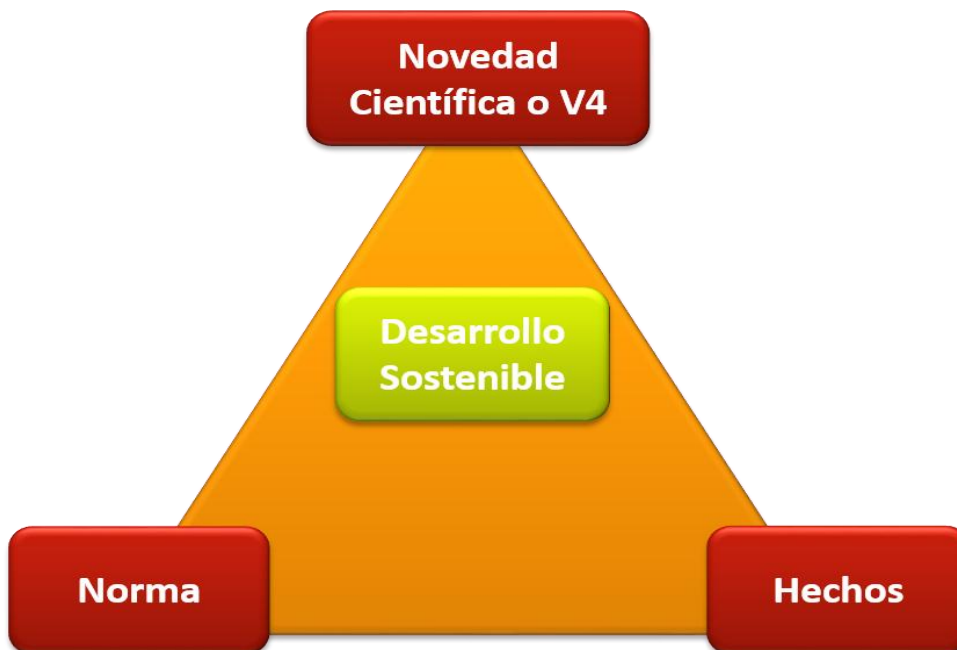 Novedad
Científica o V4
Desarrollo
Sostenible
Norma
Hechos